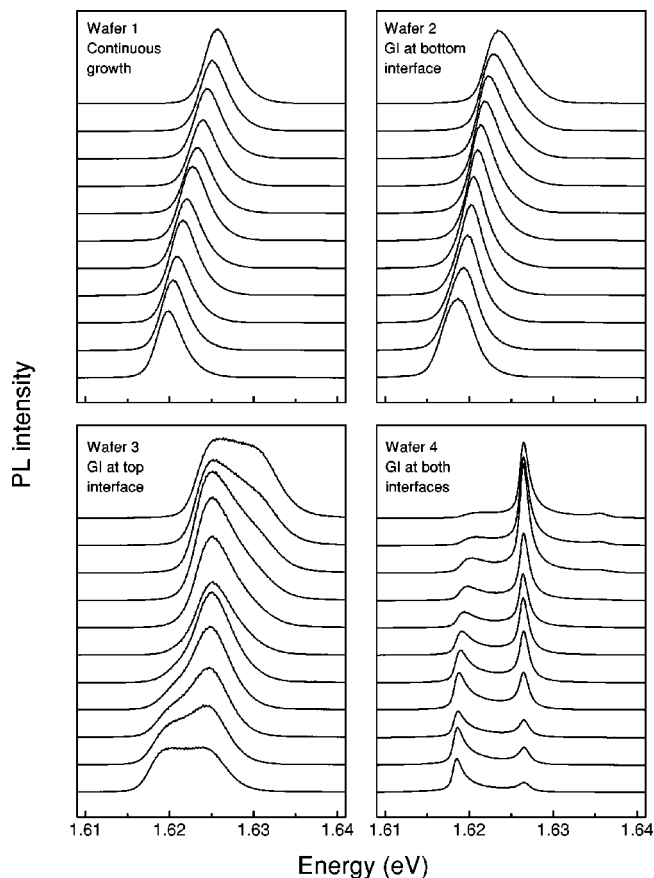 Wafer 1
Continuous
growth
Wafer 2
GI at bottom
interface
PL intensity
Wafer 3
GI at top
interface
Wafer 4
GI at both
interfaces
1.61 1.62 1.63 1.64 1.61 1.62 1.63 1.64
Energy (eV)